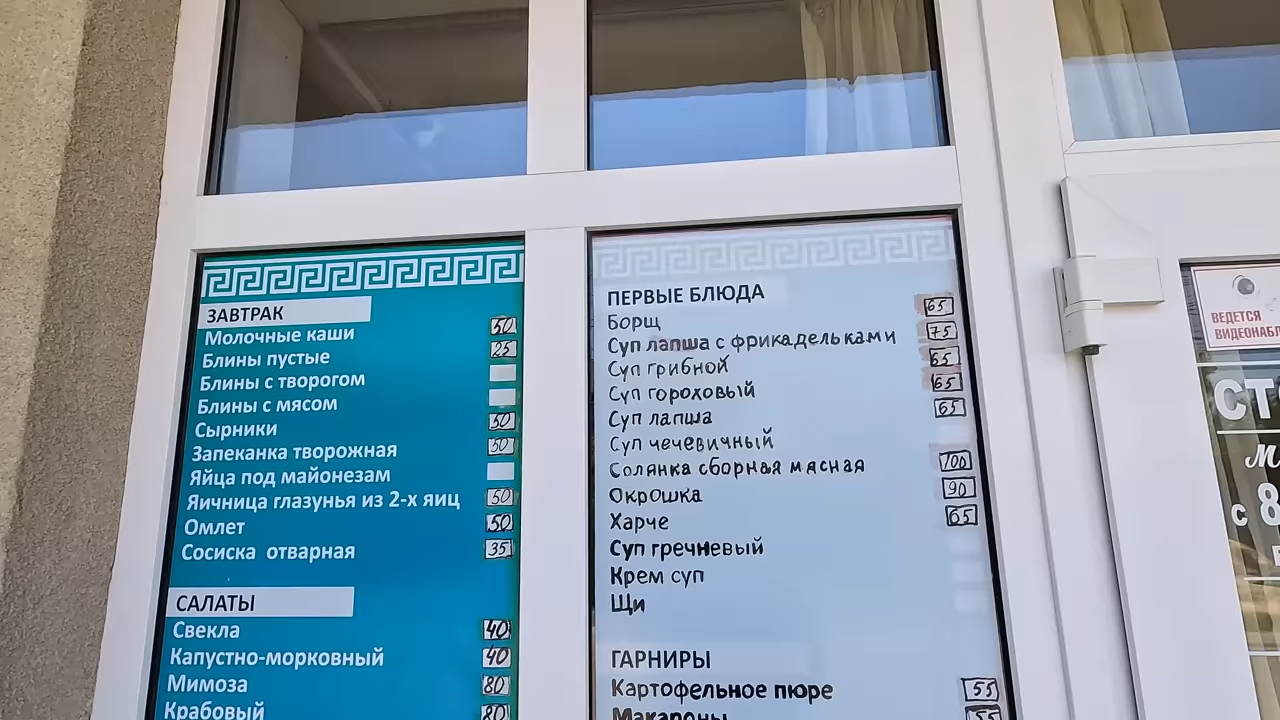 ЗАВТРАК
Молочные каши 50
Блины пустые 25
Блины с творогом
Блины с мясом
Сырники 50
Запеканка творожная 50
Яйца под майонезам
Яичница глазунья из 2-х яиц 50
Омлет 50
Сосиска отварная 35
САЛАТЫ
Свекла 40
Капустно-морковный 40
Мимоза 80
Крабовый 80
ПЕРВЫЕ БЛЮДА
Борщ 65
Суп лапша с фрикадельками 75
Суп грибной 65
Суп гороховый 65
Суп лапша 65
Суп чечевичный
Солянка сборная мясная 100
Окрошка 90
Харче 65
Суп гречневый
Крем суп
Щи
ГАРНИРЫ
Картофельное пюре 55
Макароны 55
ВЕДЕТСЯ
с 8